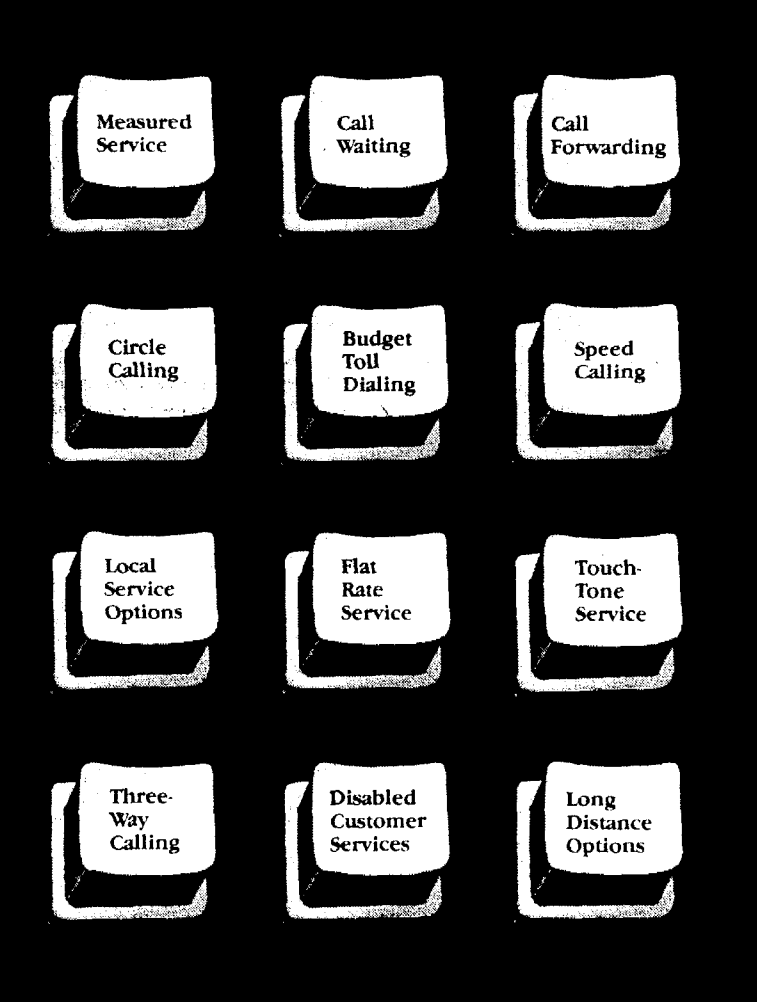 Measured
Service
Call
Waiting
Call
Forwarding
Circle
Calling
Budget
Toll
Dialing
Speed
Calling
Local
Service
Options
Flat
Rate
Service
Touch-
Tone
Service
Three-
Way
Calling
Disabled
Customer
Services
Long
Distance
Options